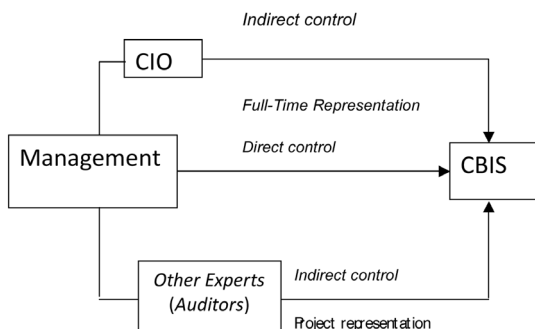 Indirect control
CIO
Full-Time Representation
Management
Direct control
CBIS
Other Experts
(Auditors)
Indirect control
Project representation